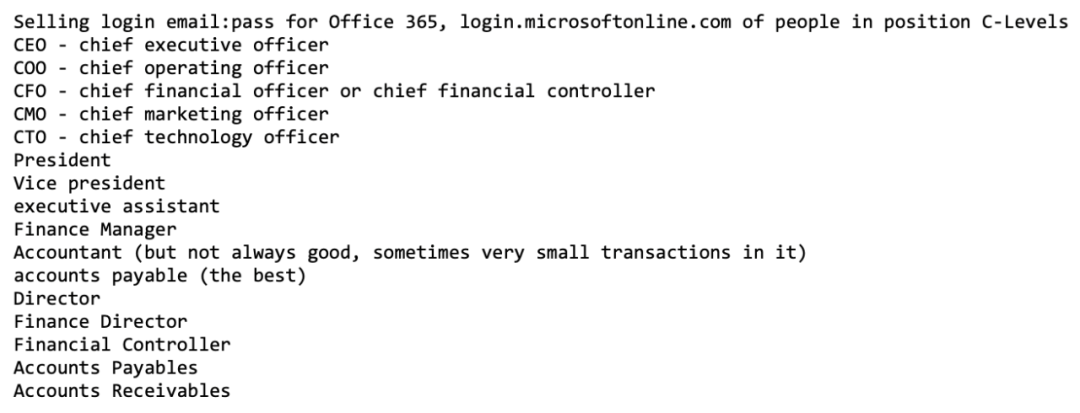 Selling login email:pass for Office 365, login.microsoftonline.com of people in position C-Levels
CEO - chief executive officer
COO - chief operating officer
CFO - chief financial officer or chief financial controller
CMO - chief marketing officer
CTO - chief technology officer
President
Vice president
executive assistant
Finance Manager
Accountant (but not always good, sometimes very small transactions in it)
accounts payable (the best)
Director
Finance Director
Financial Controller
Accounts Payables
Accounts Receivables